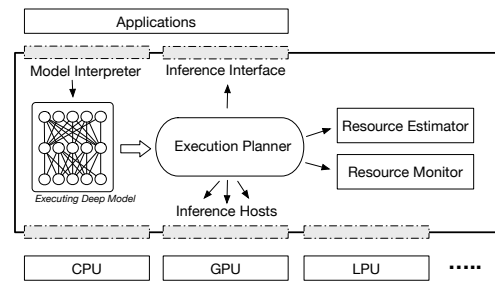 Applications
Model Interpreter
Inference Interface
Execution Planner
Resource Estimator
Resource Monitor
Executing Deep Model
Inference Hosts
CPU
GPU
LPU
.....